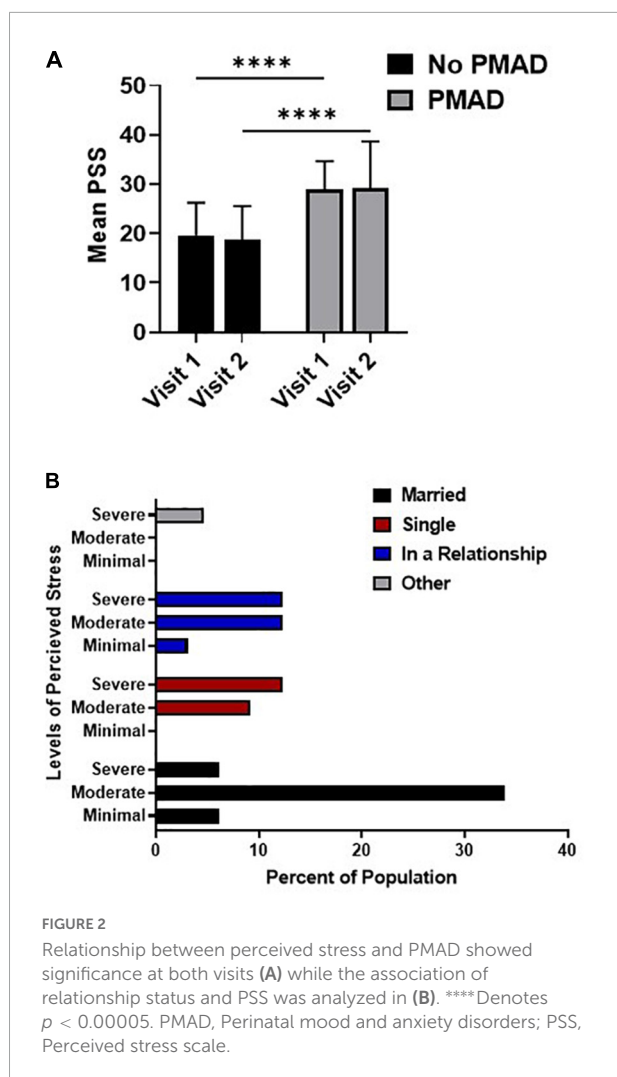 A
****
****
No PMAD
PMAD
Mean PSS
50
40
30
20
10
0
Visit 1
Visit 2
Visit 1
Visit 2
B
Married
Single
In a Relationship
Other
Levels of Percieved Stress
Severe
Moderate
Minimal
Severe
Moderate
Minimal
Severe
Moderate
Minimal
Severe
Moderate
Minimal
0 10 20 30 40
Percent of Population
FIGURE 2
Relationship between perceived stress and PMAD showed
significance at both visits (A) while the association of
relationship status and PSS was analyzed in (B). ****Denotes
p < 0.00005. PMAD, Perinatal mood and anxiety disorders; PSS,
Perceived stress scale.